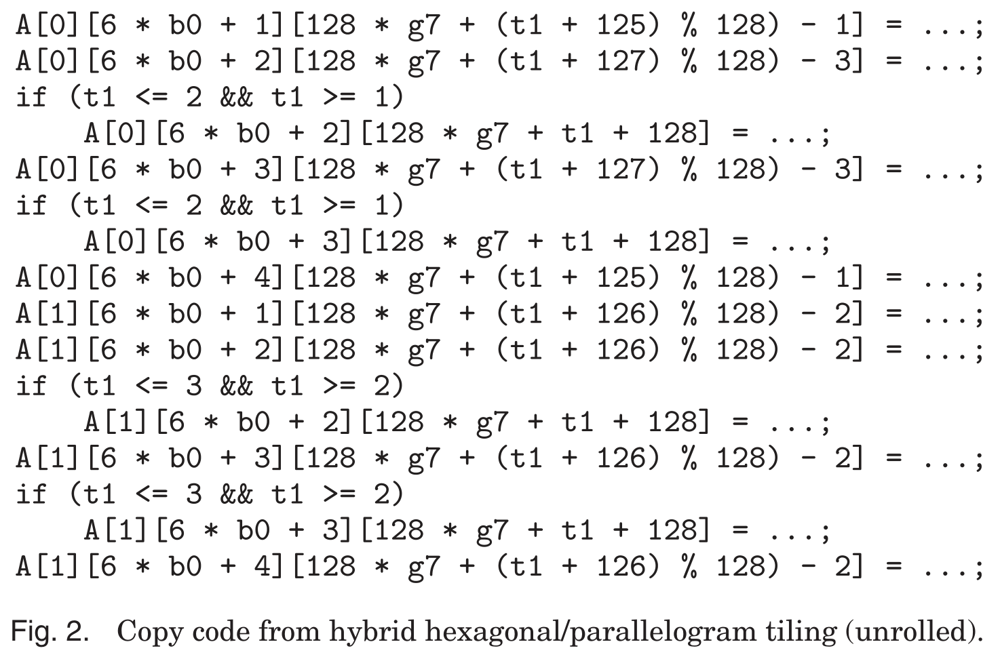 A[0][6 * b0 + 1][128 * g7 + (t1 + 125) % 128) - 1] = ...;
A[0][6 * b0 + 2][128 * g7 + (t1 + 127) % 128) - 3] = ...;
if (t1 <= 2 && t1 >= 1)
    A[0][6 * b0 + 2][128 * g7 + t1 + 128] = ...;
A[0][6 * b0 + 3][128 * g7 + (t1 + 127) % 128) - 3] = ...;
if (t1 <= 2 && t1 >= 1)
    A[0][6 * b0 + 3][128 * g7 + t1 + 128] = ...;
A[0][6 * b0 + 4][128 * g7 + (t1 + 125) % 128) - 1] = ...;
A[1][6 * b0 + 1][128 * g7 + (t1 + 126) % 128) - 2] = ...;
A[1][6 * b0 + 2][128 * g7 + (t1 + 126) % 128) - 2] = ...;
if (t1 <= 3 && t1 >= 2)
    A[1][6 * b0 + 2][128 * g7 + t1 + 128] = ...;
A[1][6 * b0 + 3][128 * g7 + (t1 + 126) % 128) - 2] = ...;
if (t1 <= 3 && t1 >= 2)
    A[1][6 * b0 + 3][128 * g7 + t1 + 128] = ...;
A[1][6 * b0 + 4][128 * g7 + (t1 + 126) % 128) - 2] = ...;
Fig. 2. Copy code from hybrid hexagonal/parallelogram tiling (unrolled).